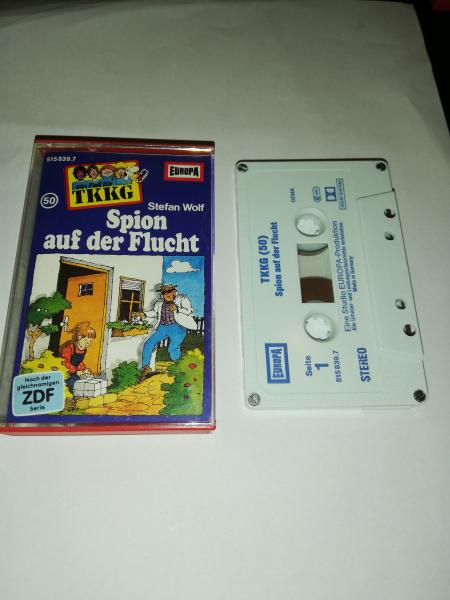 515 839.7
ein Fall für
TKKG
EUROPA
50
Stefan Wolf
Spion
auf der Flucht
Nach der
gleichnamigen
ZDF
Serie
EUROPA
Seite
1
515 839.7
STEREO
TKKG (50)
Spion auf der Flucht
GEMA
Eine Studio EUROPA-Produktion
Made in Germany